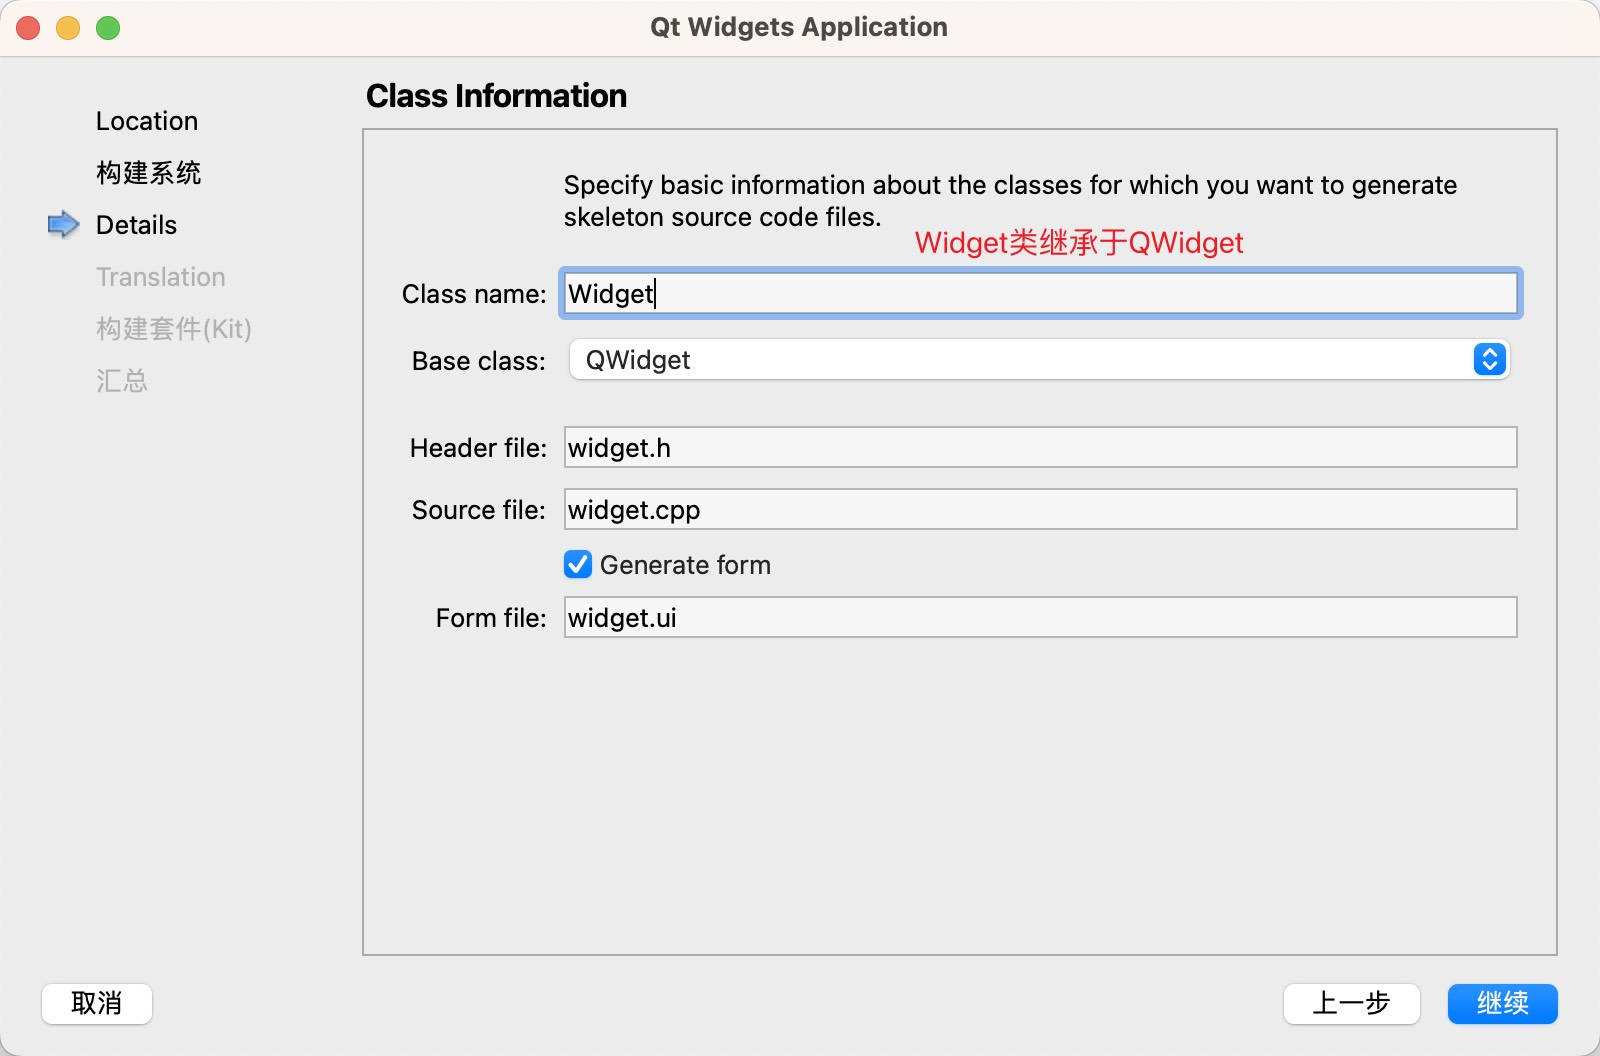 Qt Widgets Application
Location
构建系统
Details
Translation
构建套件(Kit)
汇总
Class Information
Specify basic information about the classes for which you want to generate
skeleton source code files.
Widget类继承于QWidget
Class name: Widget
Base class: QWidget
Header file: widget.h
Source file: widget.cpp
Generate form
Form file: widget.ui
取消
上一步
继续